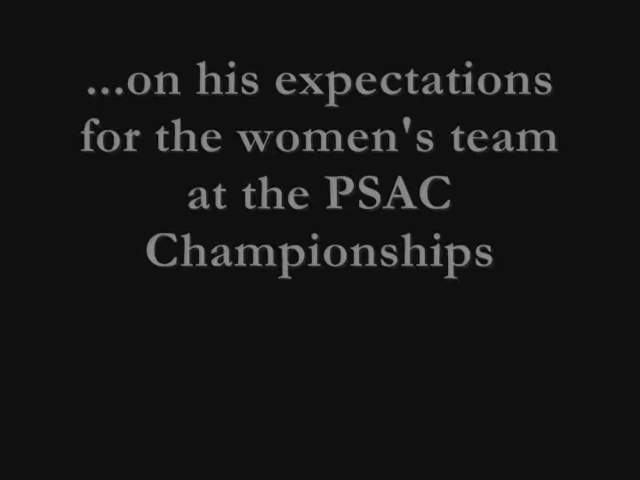 ...on his expectations
for the women's team
at the PSAC
Championships